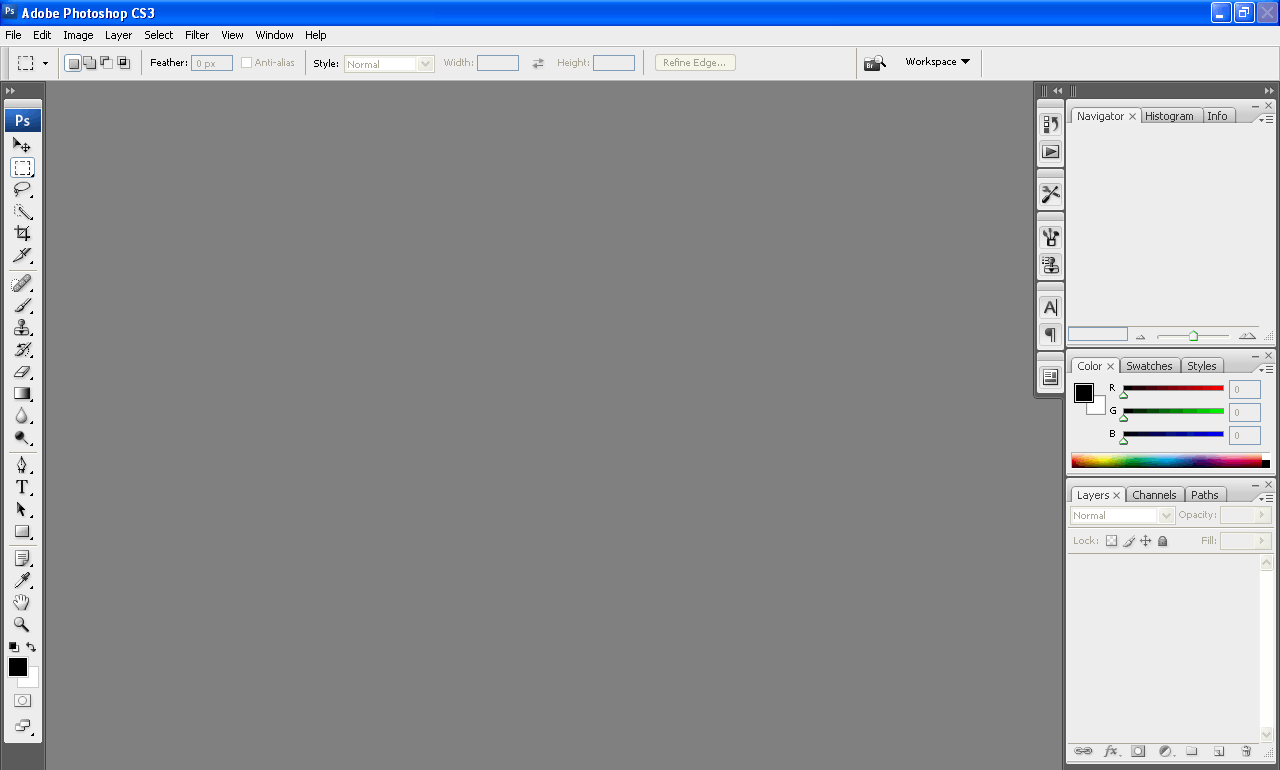 Ps Adobe Photoshop CS3
File Edit Image Layer Select Filter View Window Help
Feather: 0 px Anti-alias Style: Normal Width: Height: Refine Edge... Br Workspace
Ps
Navigator Histogram Info
Color Swatches Styles
R 0
G 0
B 0
Layers Channels Paths
Normal Opacity:
Lock: Fill: